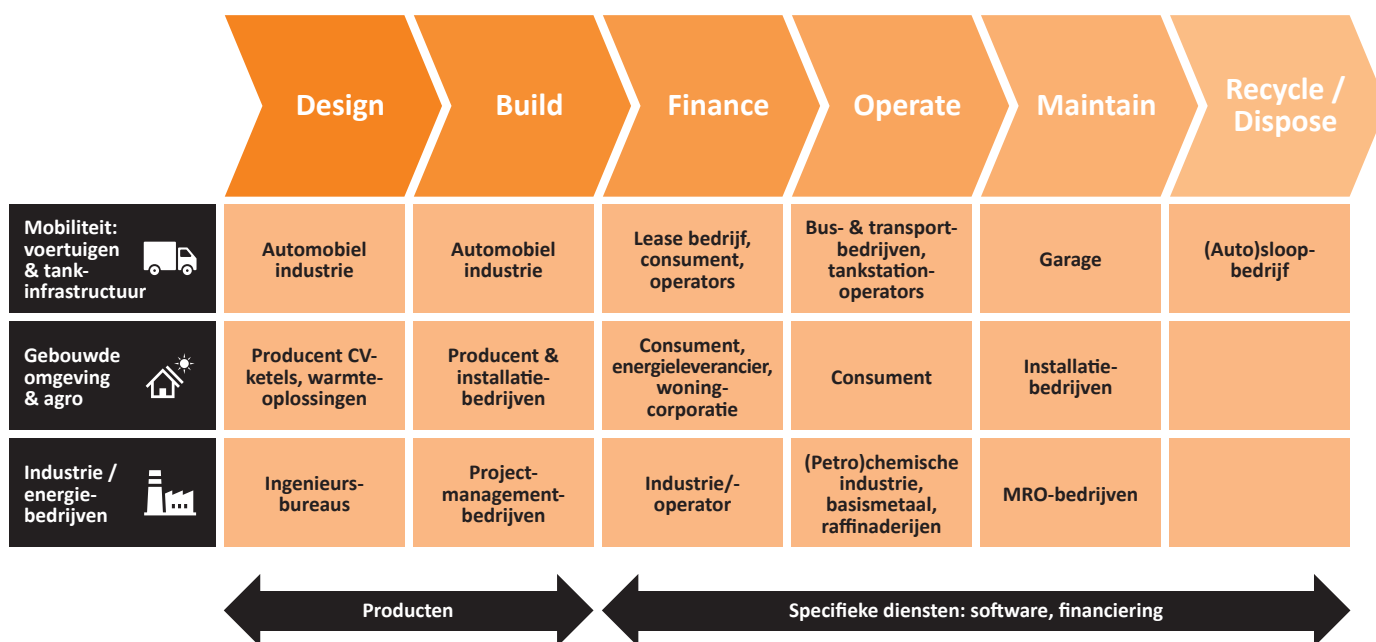 Design
Build
Finance
Operate
Maintain
Recycle /
Dispose
Mobiliteit:
voertuigen
& tank-
infrastructuur
Automobiel
industrie
Automobiel
industrie
Lease bedrijf,
consument,
operators
Bus- & transport-
bedrijven,
tankstation-
operators
Garage
(Auto)sloop-
bedrijf
Gebouwde
omgeving
& agro
Producent CV-
ketels, warmte-
oplossingen
Producent &
installatie-
bedrijven
Consument,
energieleverancier,
woning-
corporatie
Consument
Installatie-
bedrijven
Industrie /
energie-
bedrijven
Ingenieurs-
bureaus
Project-
management-
bedrijven
Industrie/-
operator
(Petro)chemische
industrie,
basismetaal,
raffinaderijen
MRO-bedrijven
Producten
Specifieke diensten: software, financiering